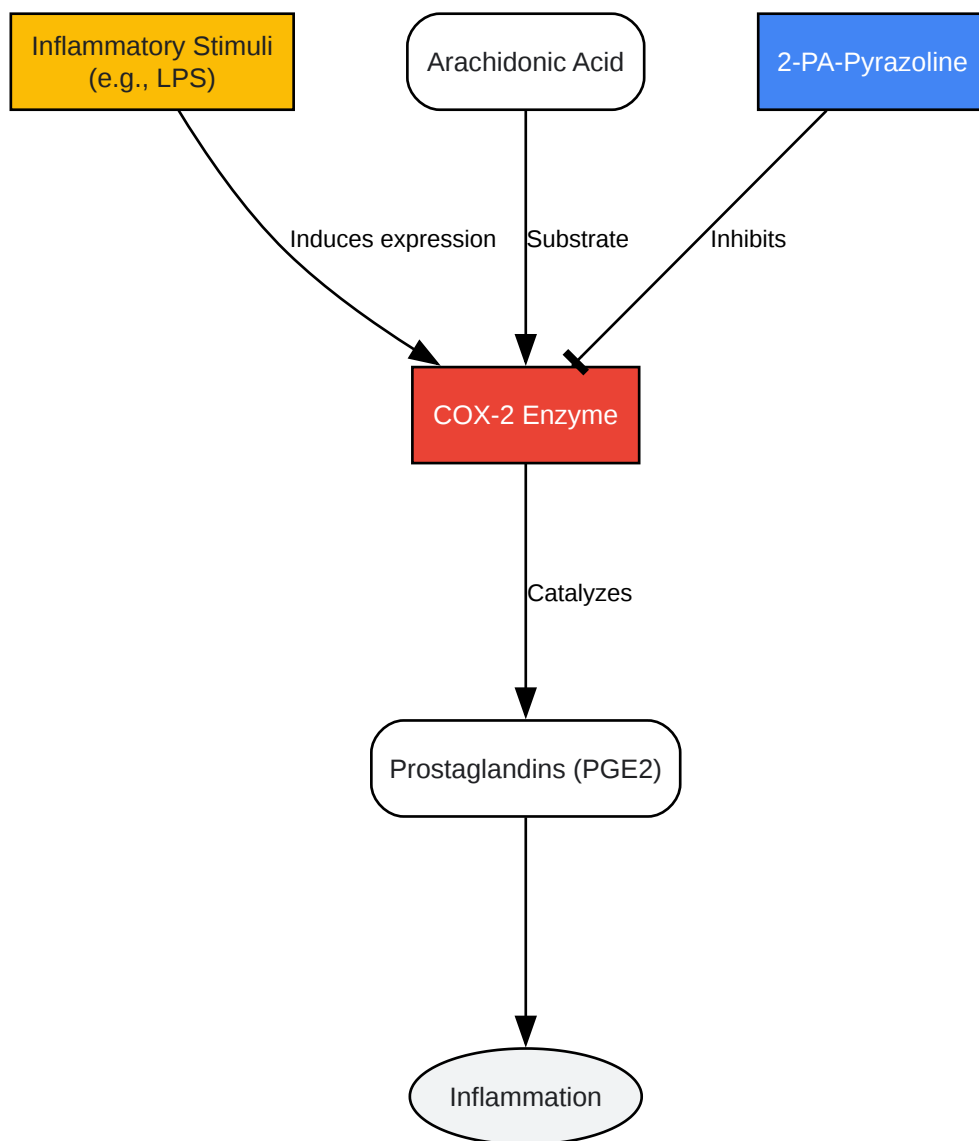 Inflammatory Stimuli
(e.g., LPS)
Arachidonic Acid
2-PA-Pyrazoline
Induces expression
Substrate
Inhibits
COX-2 Enzyme
Catalyzes
Prostaglandins (PGE2)
Inflammation